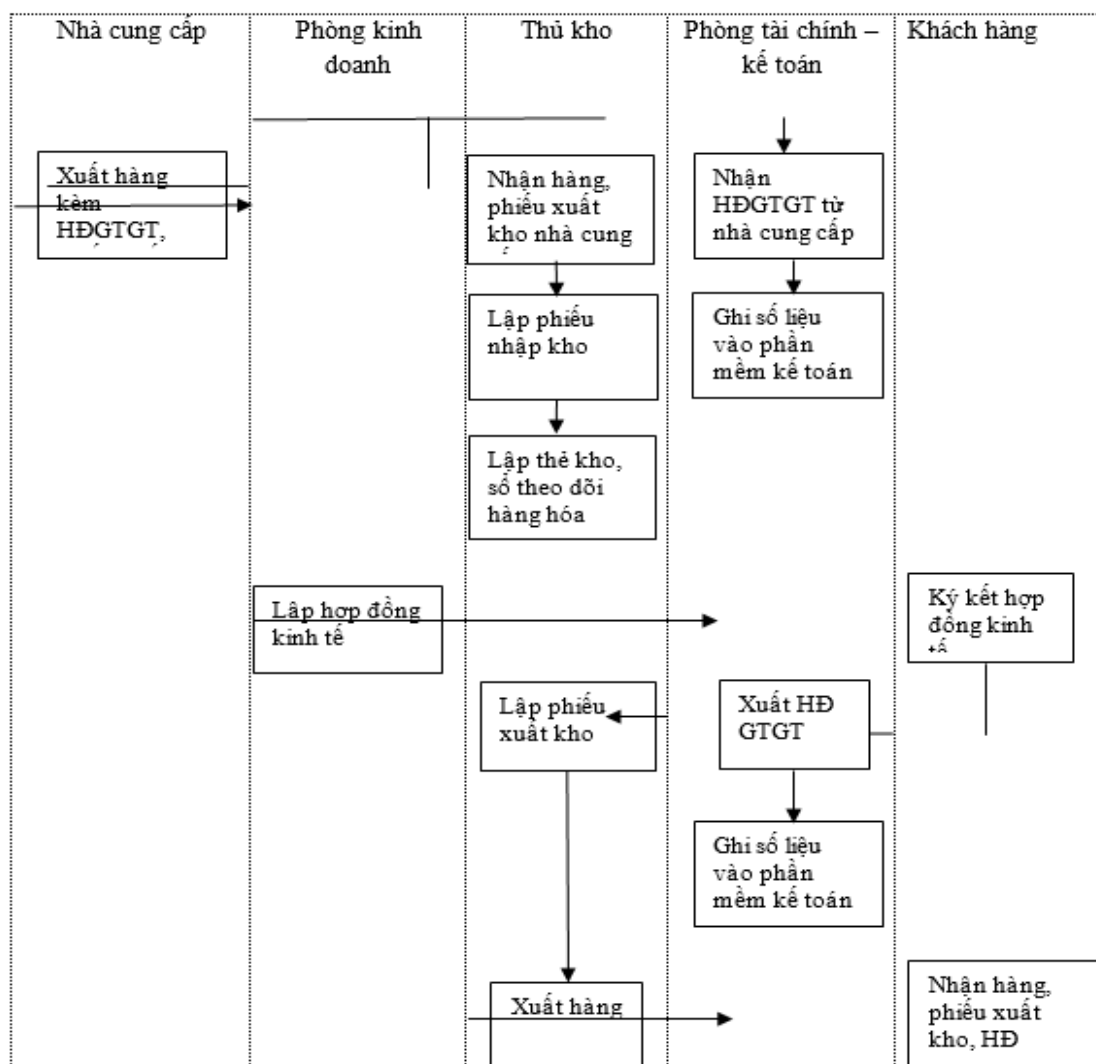 Nhà cung cấp
Phòng kinh
doanh
Thủ kho
Phòng tài chính –
kế toán
Khách hàng
Xuất hàng
kèm
HĐGTGT,
Nhận hàng,
phiếu xuất
kho nhà cung
Nhận
HĐGTGT từ
nhà cung cấp
Lập phiếu
nhập kho
Ghi số liệu
vào phần
mềm kế toán
Lập thẻ kho,
sổ theo dõi
hàng hóa
Lập hợp đồng
kinh tế
Ký kết hợp
đồng kinh
Lập phiếu
xuất kho
Xuất HĐ
GTGT
Ghi số liệu
vào phần
mềm kế toán
Xuất hàng
Nhận hàng,
phiếu xuất
kho, HĐ